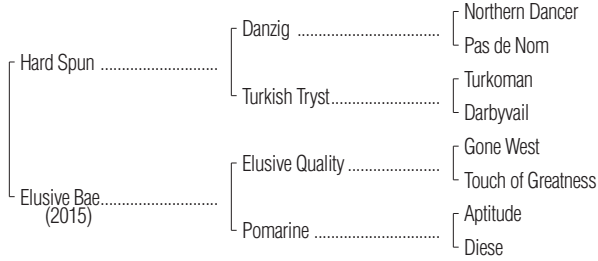 Northern Dancer
Danzig ..................................
Pas de Nom
Hard Spun ............................
Turkoman
Turkish Tryst..........................
Darbyvail
Gone West
Elusive Quality ......................
Touch of Greatness
Elusive Bae............................
(2015)
Aptitude
Pomarine ..............................
Diese